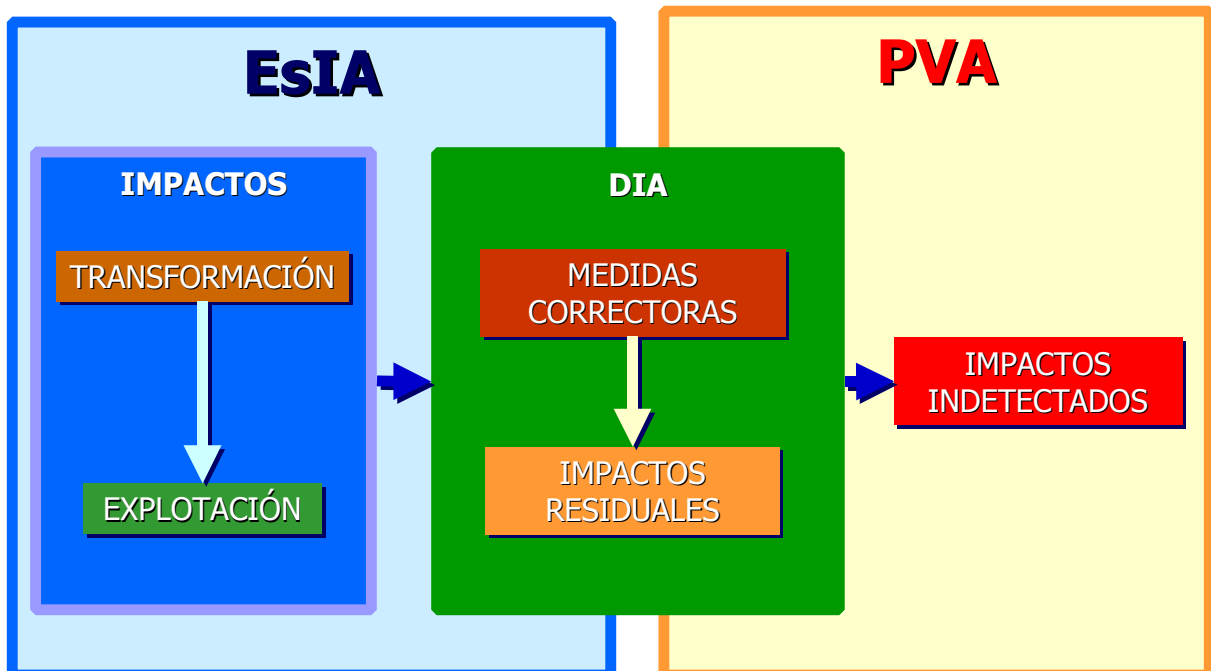 EsIA
PVA
IMPACTOS
TRANSFORMACIÓN
EXPLOTACIÓN
DIA
MEDIDAS
CORRECTORAS
IMPACTOS
RESIDUALES
IMPACTOS
INDETECTADOS